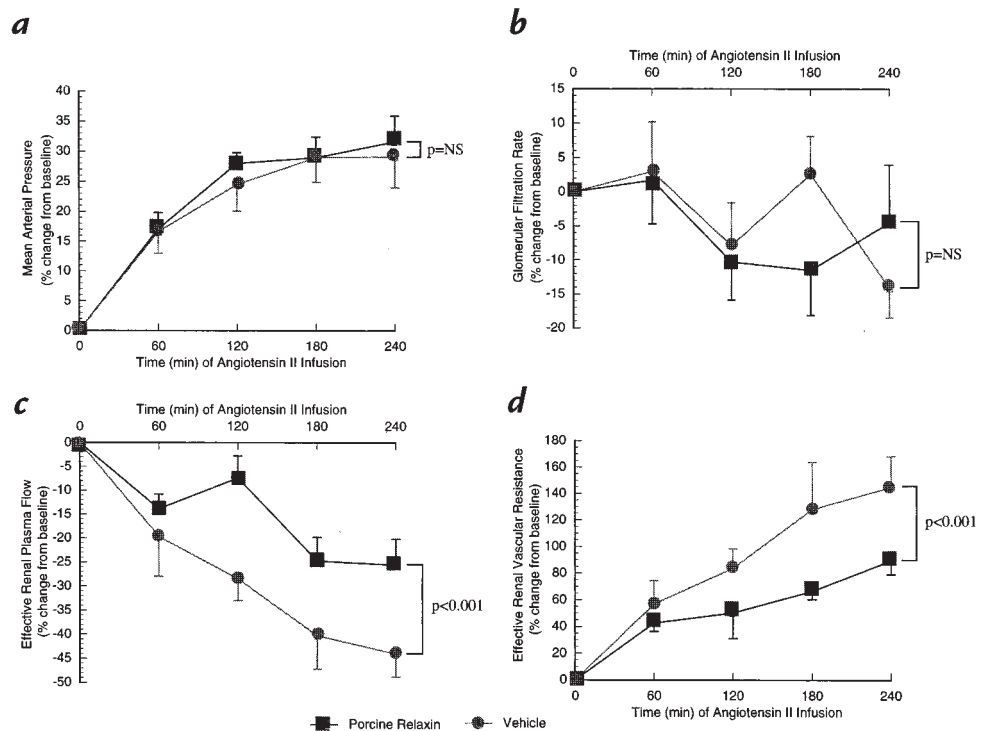 a
Mean Arterial Pressure
(% change from baseline)
40
35
30
25
20
15
10
5
0
0 60 120 180 240
Time (min) of Angiotensin II Infusion
p=NS
b
Time (min) of Angiotensin II Infusion
0 60 120 180 240
Glomerular Filtration Rate
(% change from baseline)
15
10
5
0
-5
-10
-15
-20
p=NS
c
Time (min) of Angiotensin II Infusion
0 60 120 180 240
Effective Renal Plasma Flow
(% change from baseline)
0
-5
-10
-15
-20
-25
-30
-35
-40
-45
-50
p<0.001
d
Effective Renal Vascular Resistance
(% change from baseline)
180
160
140
120
100
80
60
40
20
0
0 60 120 180 240
Time (min) of Angiotensin II Infusion
p<0.001
Porcine Relaxin Vehicle